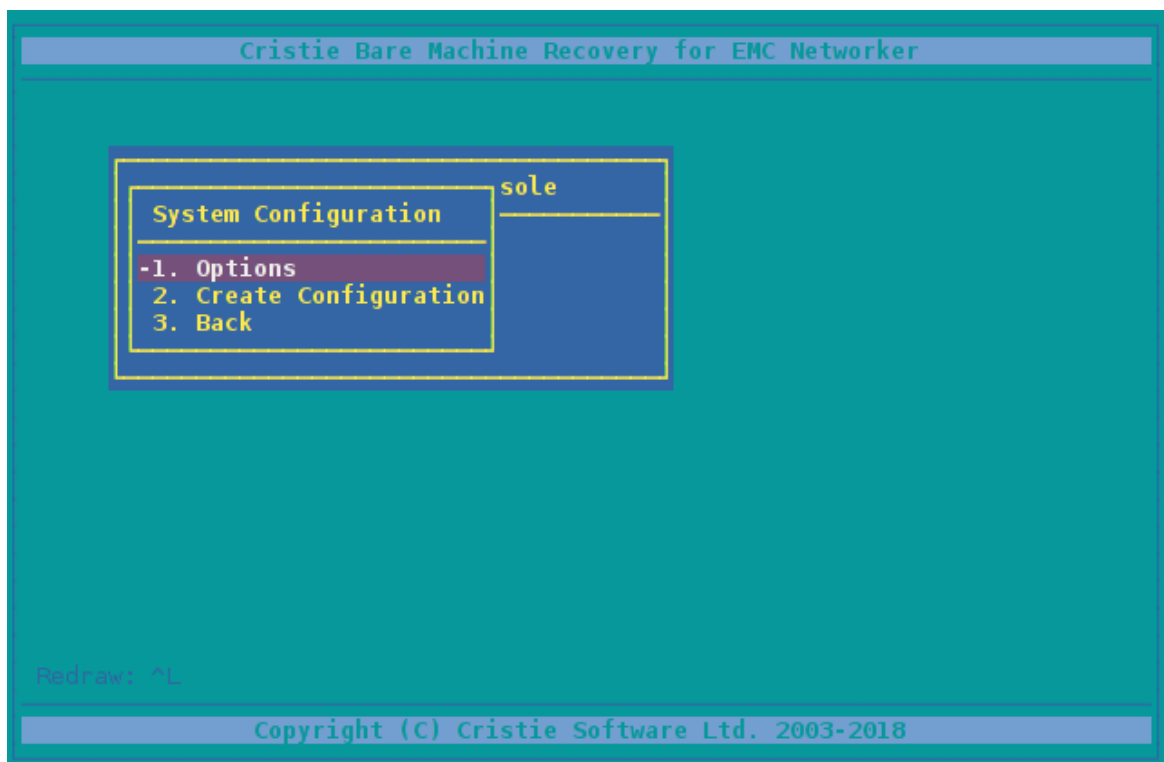 Cristie Bare Machine Recovery for EMC Networker
sole
System Configuration
-1. Options
2. Create Configuration
3. Back
Redraw: ^L
Copyright (C) Cristie Software Ltd. 2003-2018